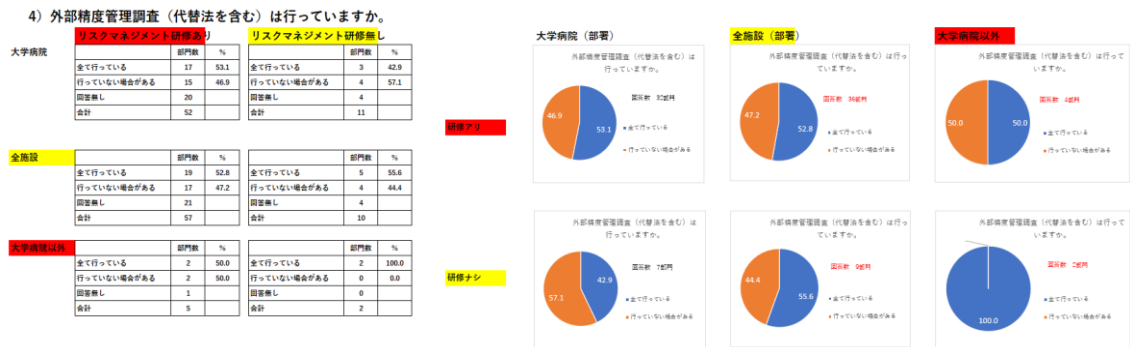 4）外部精度管理調査（代替法を含む）は行っていますか。
リスクマネジメント研修あり
リスクマネジメント研修無し
大学病院
部門数 %
全て行っている 17 53.1
行っていない場合がある 15 46.9
回答無し 20
合計 52
部門数 %
全て行っている 3 42.9
行っていない場合がある 4 57.1
回答無し 4
合計 11
全施設
部門数 %
全て行っている 19 52.8
行っていない場合がある 17 47.2
回答無し 21
合計 57
部門数 %
全て行っている 5 55.6
行っていない場合がある 4 44.4
回答無し 4
合計 10
大学病院以外
部門数 %
全て行っている 2 50.0
行っていない場合がある 2 50.0
回答無し 1
合計 5
部門数 %
全て行っている 2 100.0
行っていない場合がある 0 0.0
回答無し 0
合計 2
大学病院（部署）
全施設（部署）
大学病院以外
研修アリ
外部精度管理調査（代替法を含む）は
行っていますか。
回答数 32部門
46.9
53.1
全て行っている
行っていない場合がある
外部精度管理調査（代替法を含む）は行っ
ていますか。
回答数 36部門
47.2
52.8
全て行っている
行っていない場合がある
外部精度管理調査（代替法を含む）は行って
いますか。
回答数 4部門
50.0
50.0
全て行っている
行っていない場合がある
研修ナシ
外部精度管理調査（代替法を含む）は
行っていますか。
回答数 7部門
42.9
57.1
全て行っている
行っていない場合がある
外部精度管理調査（代替法を含む）は行っ
ていますか。
回答数 9部門
44.4
55.6
全て行っている
行っていない場合がある
外部精度管理調査（代替法を含む）は行って
いますか。
回答数 2部門
100.0
全て行っている
行っていない場合がある